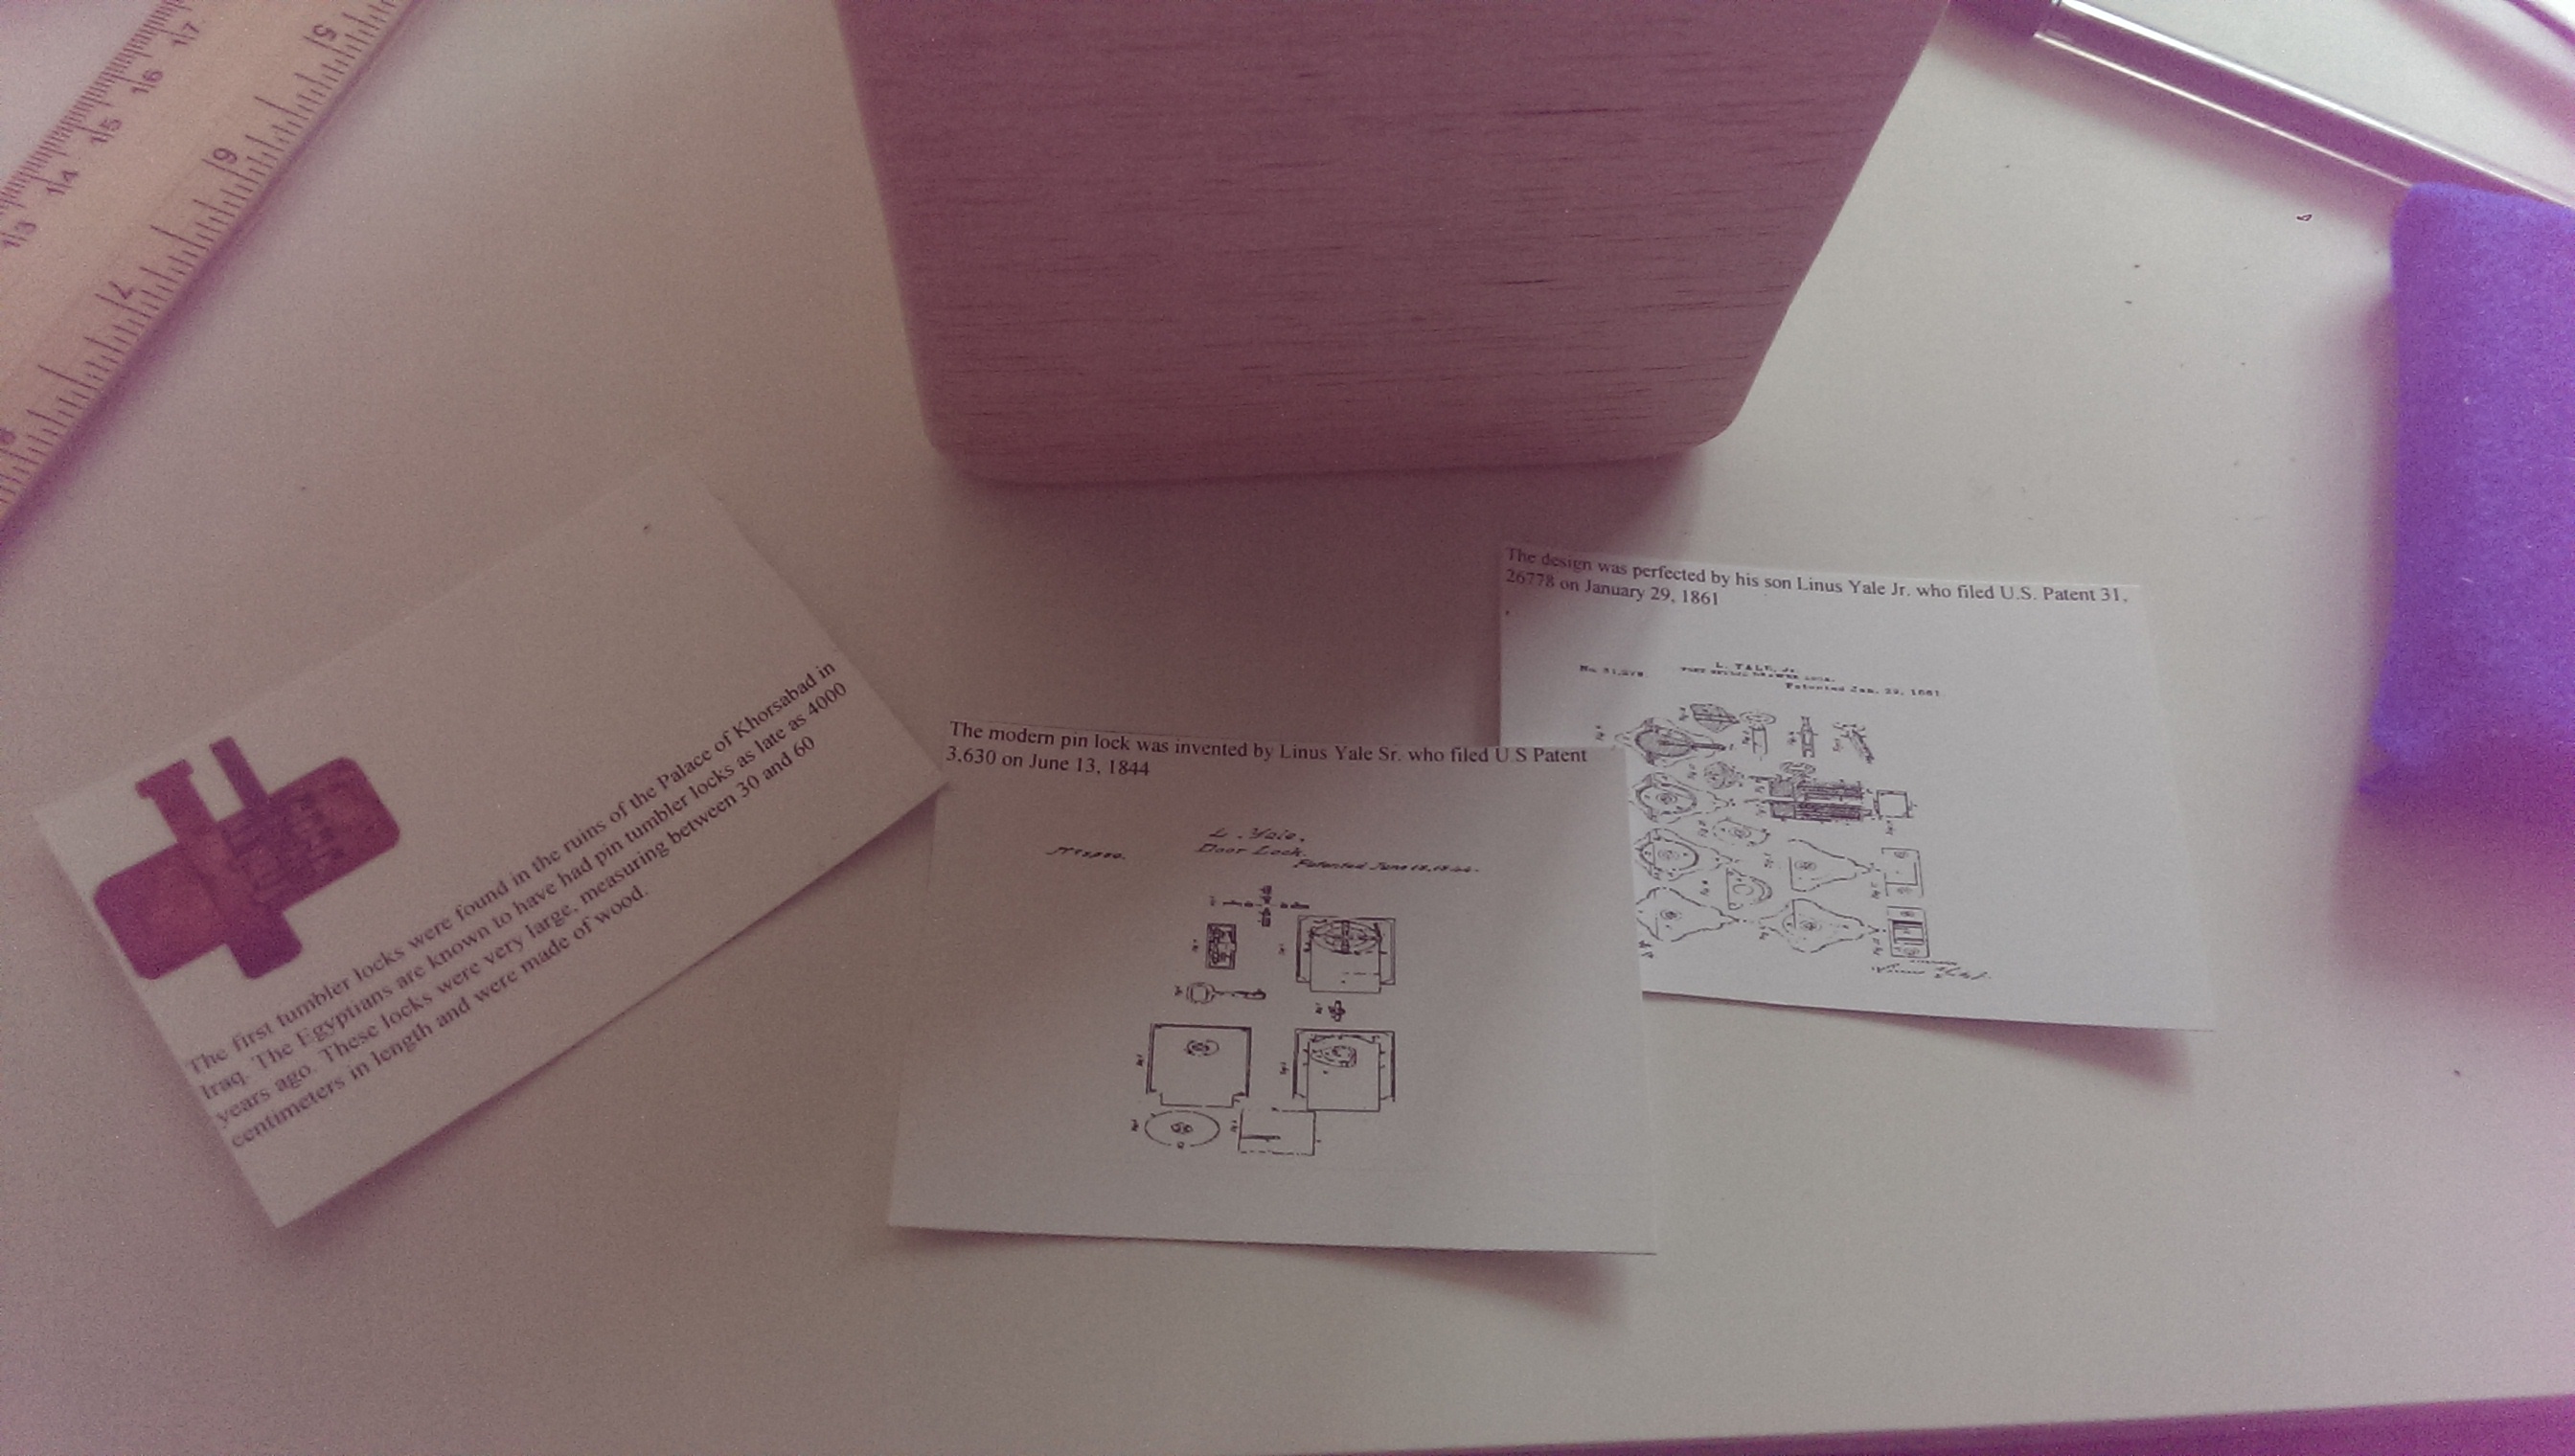 The first tumbler locks were found in the ruins of the Palace of Khorsabad in
Iraq. The Egyptians are known to have had pin tumbler locks as late as 4000
years ago. These locks were very large, measuring between 30 and 60
centimeters in length and were made of wood.
The modern pin lock was invented by Linus Yale Sr. who filed U.S Patent
3,630 on June 13, 1844
L. Yale,
Door Lock.
Patented June 13, 1844.
The design was perfected by his son Linus Yale Jr. who filed U.S. Patent 31,
26778 on January 29, 1861
L. YALE, Jr.
Patented Jan. 29, 1861
5
6
7
8
13
14
15
16
17